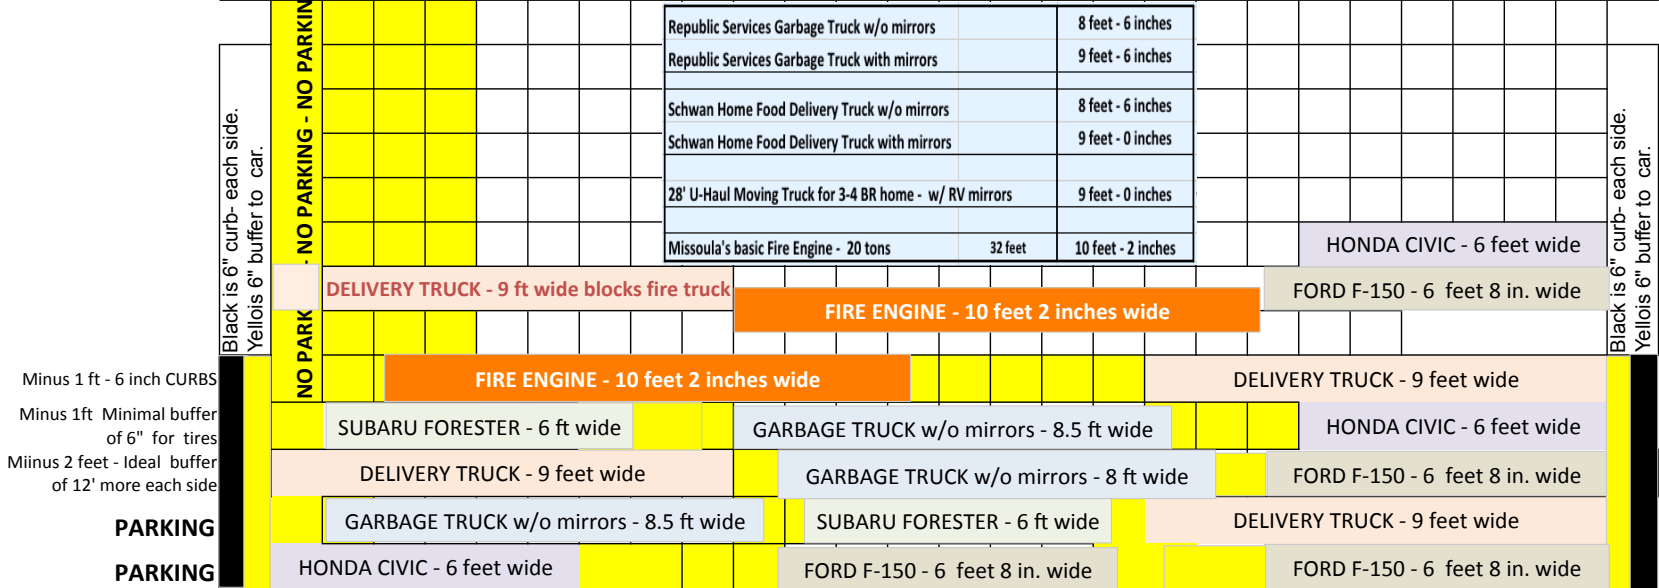 Republic Services Garbage Truck w/o mirrors 8 feet - 6 inches
Republic Services Garbage Truck with mirrors 9 feet - 6 inches
Schwan Home Food Delivery Truck w/o mirrors 8 feet - 6 inches
Schwan Home Food Delivery Truck with mirrors 9 feet - 0 inches
28' U-Haul Moving Truck for 3-4 BR home - w/ RV mirrors 9 feet - 0 inches
Missoula's basic Fire Engine - 20 tons 32 feet 10 feet - 2 inches
Black is 6" curb- each side.
Yellois 6" buffer to car.
NO PARK - NO PARKING - NO PARKIN
Black is 6" curb- each side.
Yellois 6" buffer to car.
HONDA CIVIC - 6 feet wide
DELIVERY TRUCK - 9 ft wide blocks fire truck
FORD F-150 - 6 feet 8 in. wide
FIRE ENGINE - 10 feet 2 inches wide
Minus 1 ft - 6 inch CURBS
FIRE ENGINE - 10 feet 2 inches wide
DELIVERY TRUCK - 9 feet wide
Minus 1ft Minimal buffer
of 6" for tires
SUBARU FORESTER - 6 ft wide
GARBAGE TRUCK w/o mirrors - 8.5 ft wide
HONDA CIVIC - 6 feet wide
Miinus 2 feet - Ideal buffer
of 12' more each side
DELIVERY TRUCK - 9 feet wide
GARBAGE TRUCK w/o mirrors - 8 ft wide
FORD F-150 - 6 feet 8 in. wide
PARKING
GARBAGE TRUCK w/o mirrors - 8.5 ft wide
SUBARU FORESTER - 6 ft wide
DELIVERY TRUCK - 9 feet wide
PARKING
HONDA CIVIC - 6 feet wide
FORD F-150 - 6 feet 8 in. wide
FORD F-150 - 6 feet 8 in. wide